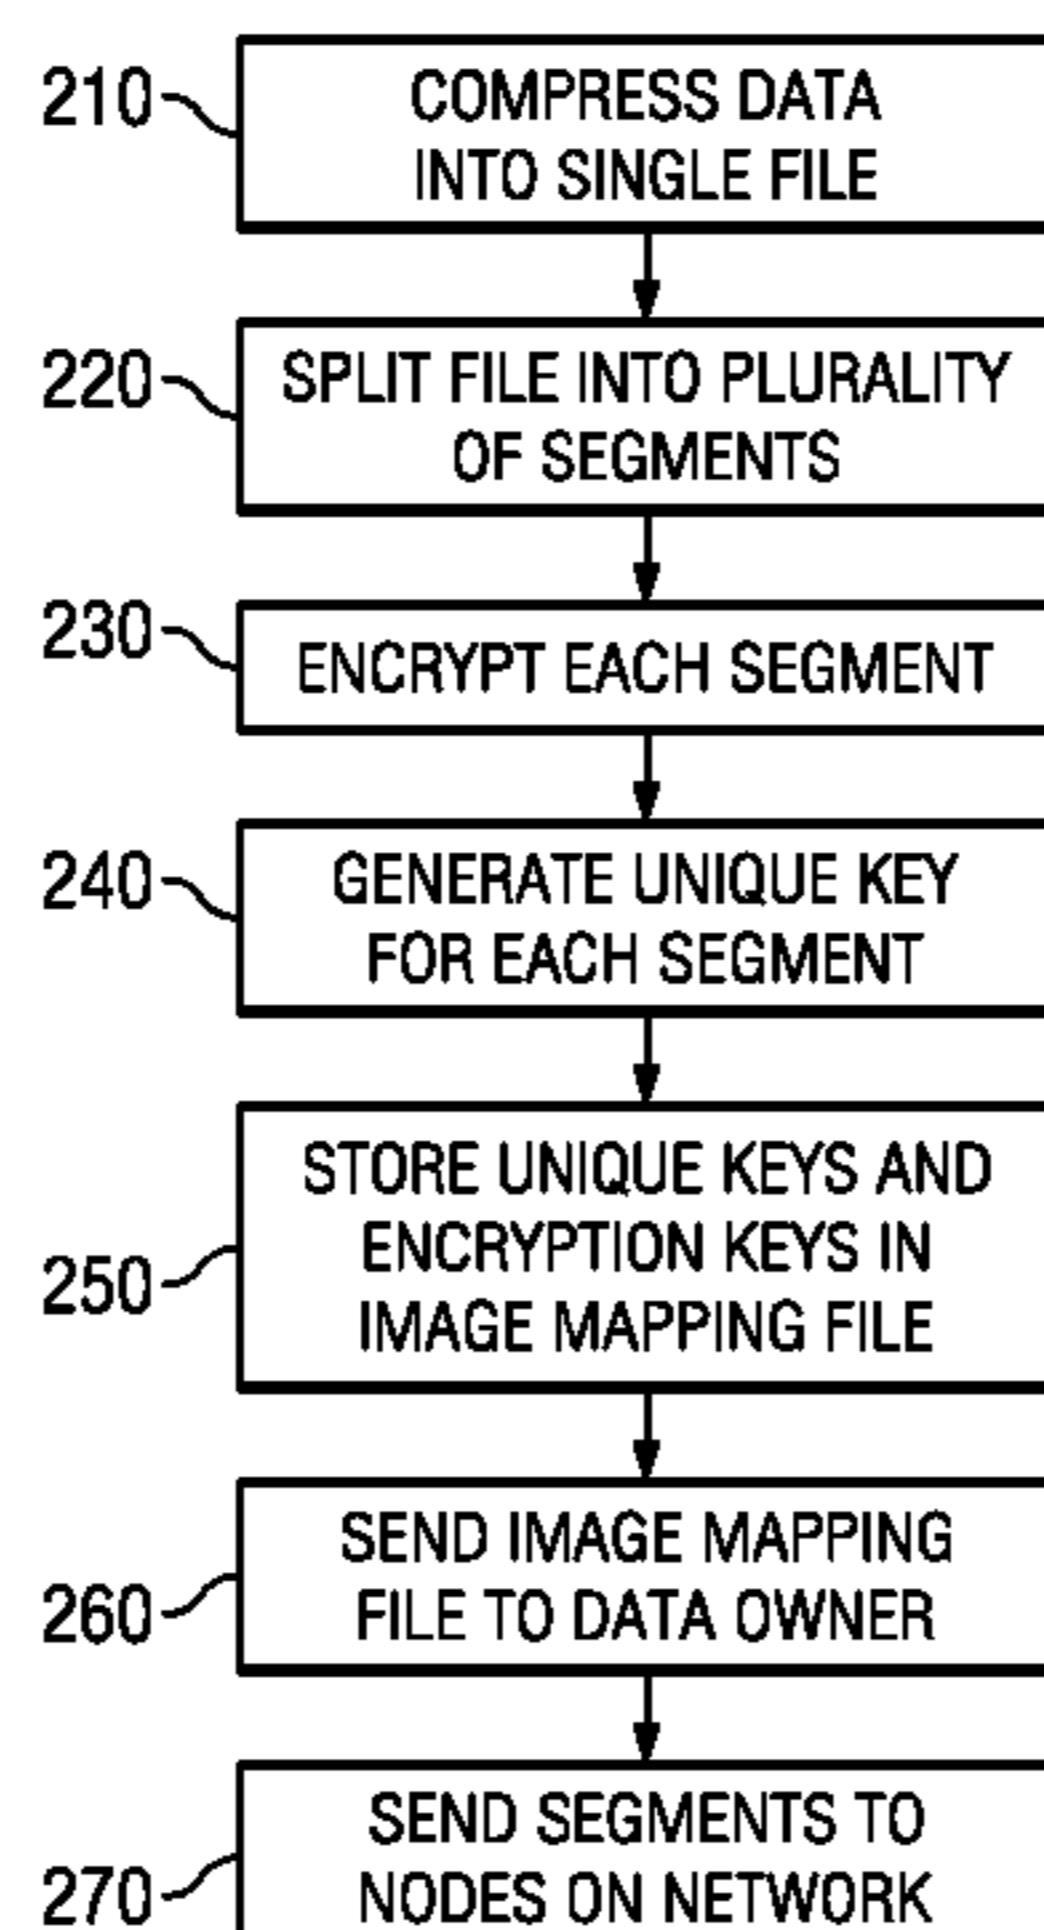 210
COMPRESS DATA
INTO SINGLE FILE
220
SPLIT FILE INTO PLURALITY
OF SEGMENTS
230
ENCRYPT EACH SEGMENT
240
GENERATE UNIQUE KEY
FOR EACH SEGMENT
250
STORE UNIQUE KEYS AND
ENCRYPTION KEYS IN
IMAGE MAPPING FILE
260
SEND IMAGE MAPPING
FILE TO DATA OWNER
270
SEND SEGMENTS TO
NODES ON NETWORK